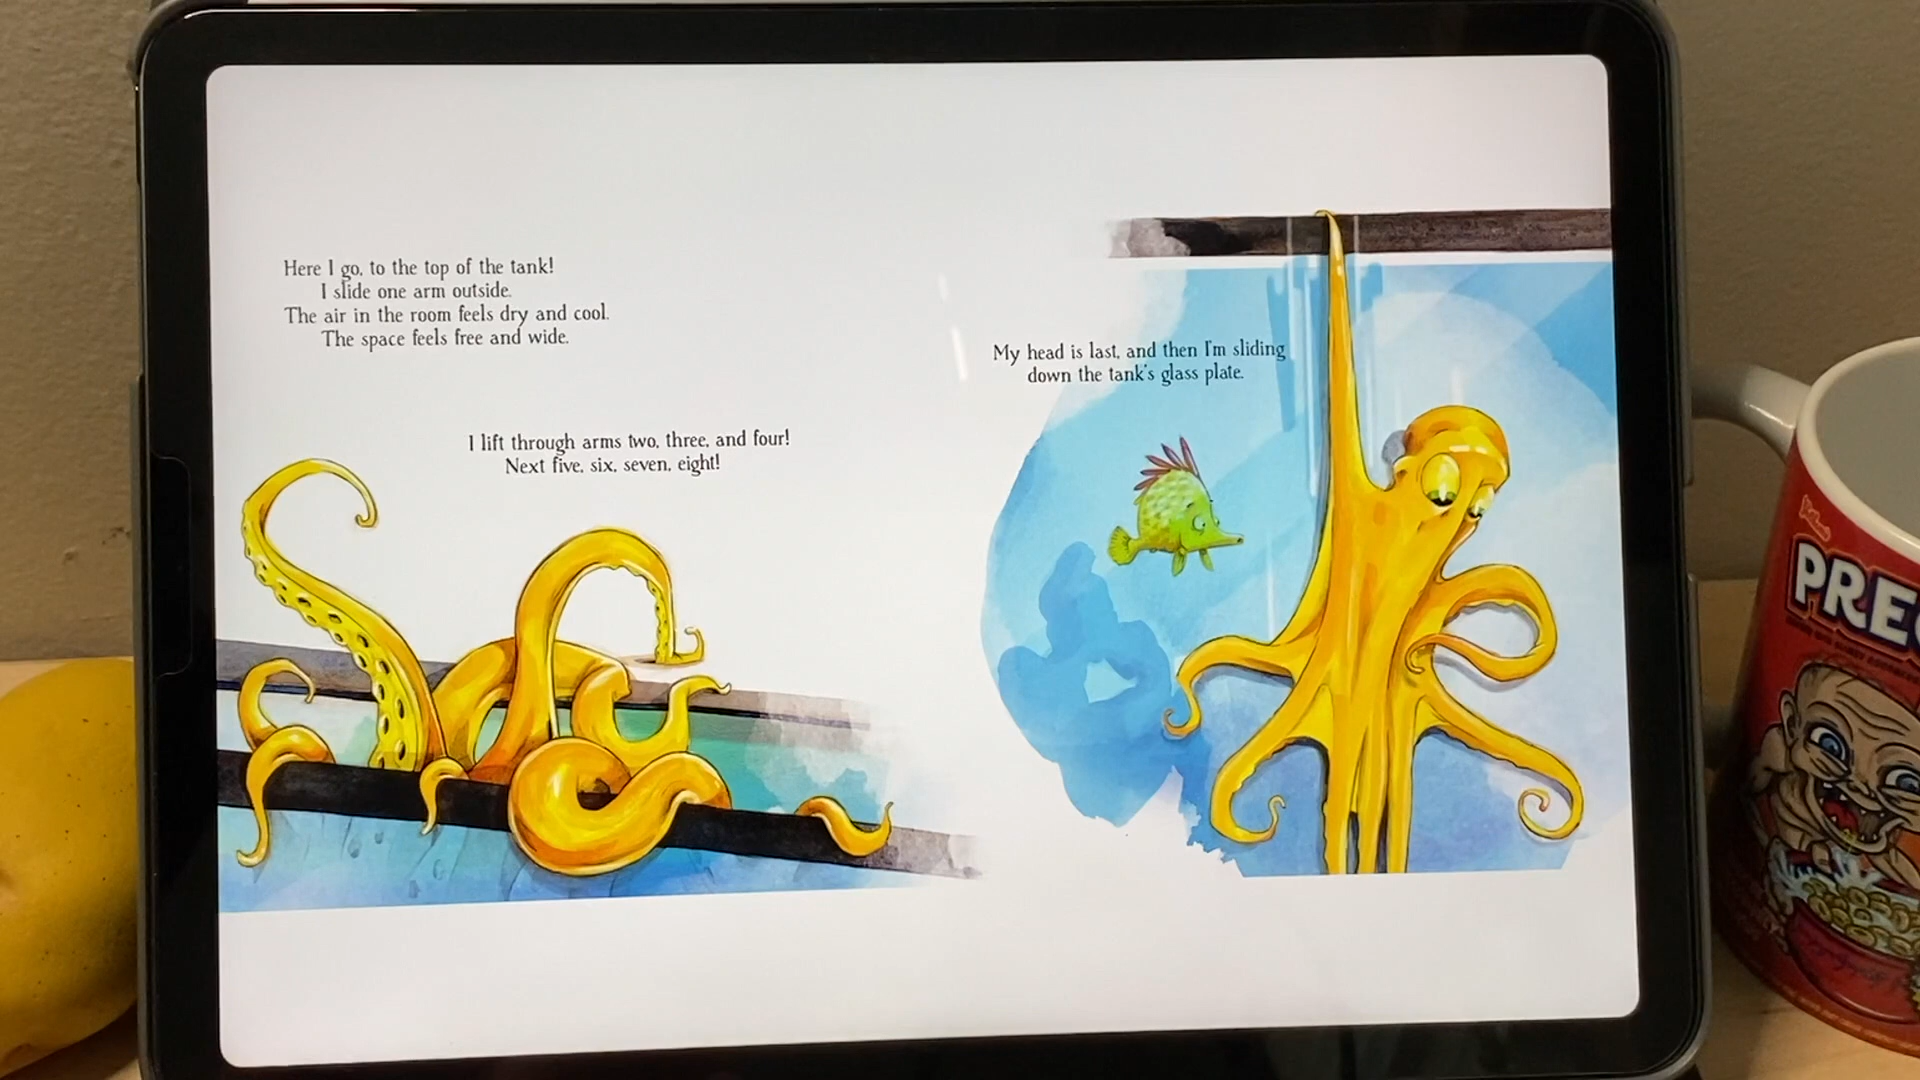 Here I go, to the top of the tank!
I slide one arm outside.
The air in the room feels dry and cool.
The space feels free and wide.
I lift through arms two, three, and four!
Next five, six, seven, eight!
My head is last, and then I'm sliding
down the tank's glass plate.